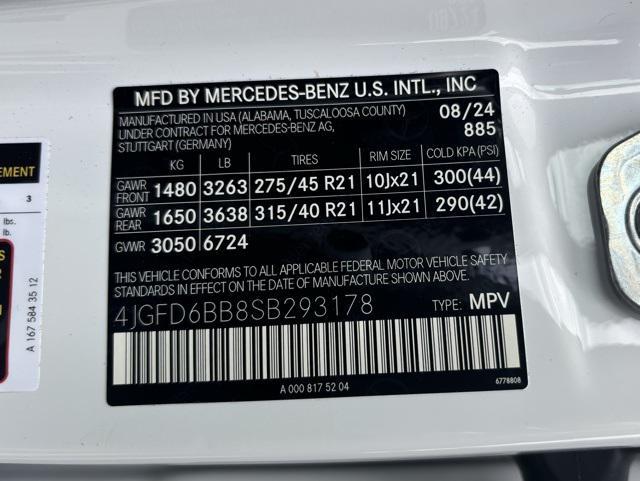 MFD BY MERCEDES-BENZ U.S. INTL., INC
MANUFACTURED IN USA (ALABAMA, TUSCALOOSA COUNTY) 08/24
UNDER CONTRACT FOR MERCEDES-BENZ AG, 885
STUTTGART (GERMANY)
KG LB TIRES RIM SIZE COLD KPA (PSI)
GAWR FRONT 1480 3263 275/45 R21 10Jx21 300(44)
GAWR REAR 1650 3638 315/40 R21 11Jx21 290(42)
GVWR 3050 6724
THIS VEHICLE CONFORMS TO ALL APPLICABLE FEDERAL MOTOR VEHICLE SAFETY
STANDARDS IN EFFECT ON THE DATE OF MANUFACTURE SHOWN ABOVE.
4JGFD6BB8SB293178 TYPE: MPV
A 000 817 52 04 6778808
EMENT
3
lbs.
lb.
S
2
A 167 584 35 12